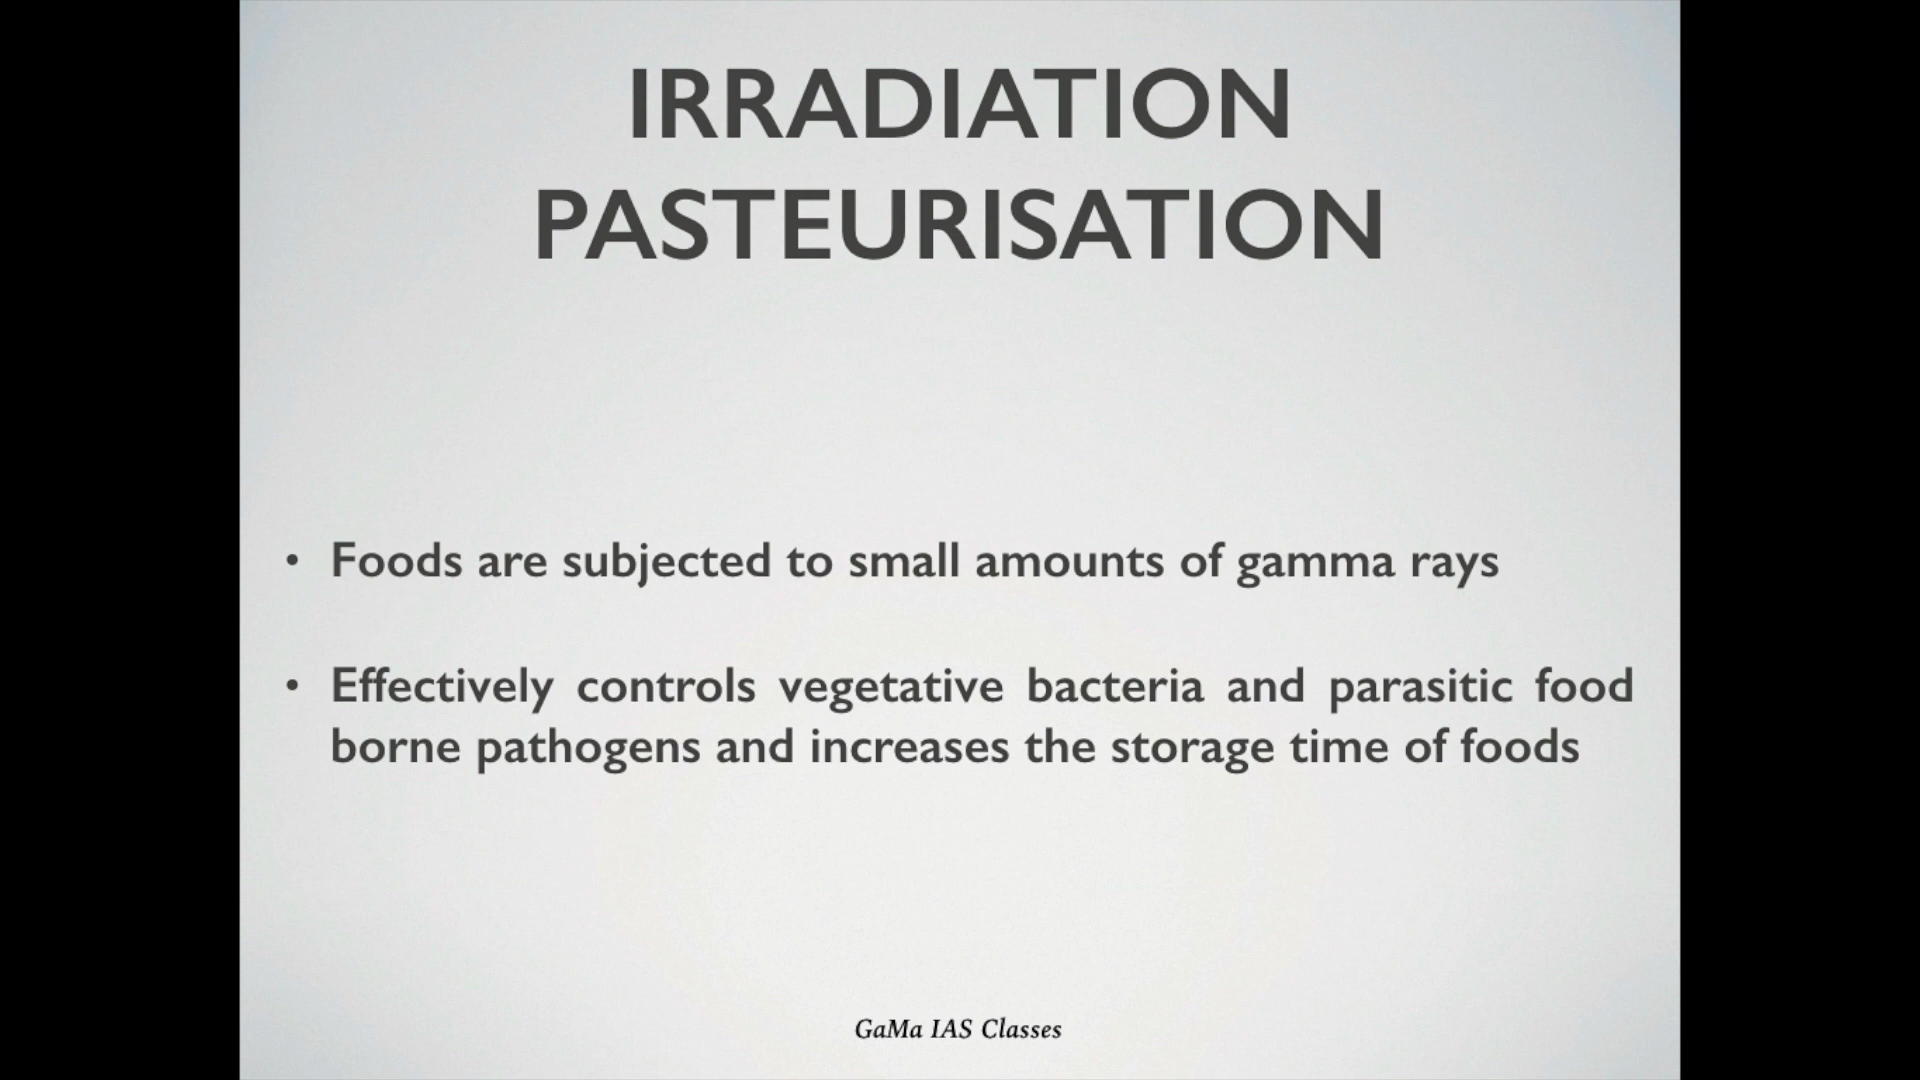 IRRADIATION
PASTEURISATION
• Foods are subjected to small amounts of gamma rays
• Effectively controls vegetative bacteria and parasitic food
borne pathogens and increases the storage time of foods
GaMa IAS Classes